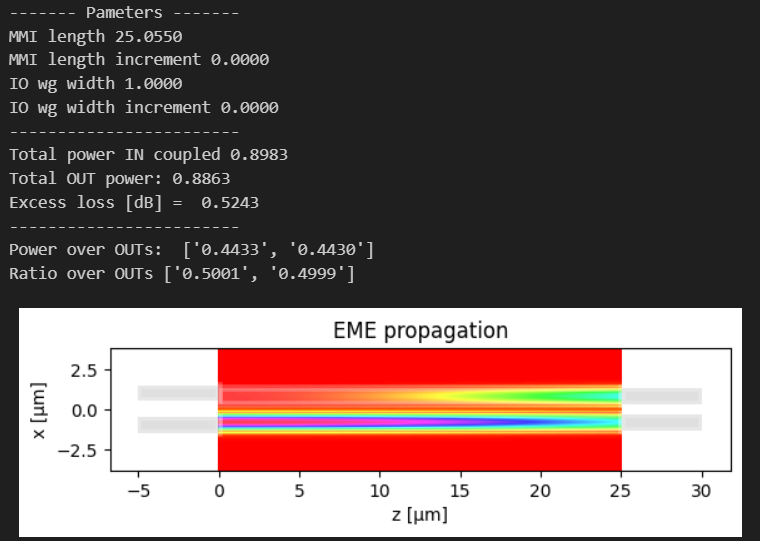 ------- Pameters -------
MMI length 25.0550
MMI length increment 0.0000
IO wg width 1.0000
IO wg width increment 0.0000
------------------------
Total power IN coupled 0.8983
Total OUT power: 0.8863
Excess loss [dB] =  0.5243
------------------------
Power over OUTs:  ['0.4433', '0.4430']
Ratio over OUTs ['0.5001', '0.4999']
EME propagation
2.5
0.0
−2.5
x [μm]
−5 0 5 10 15 20 25 30
z [μm]